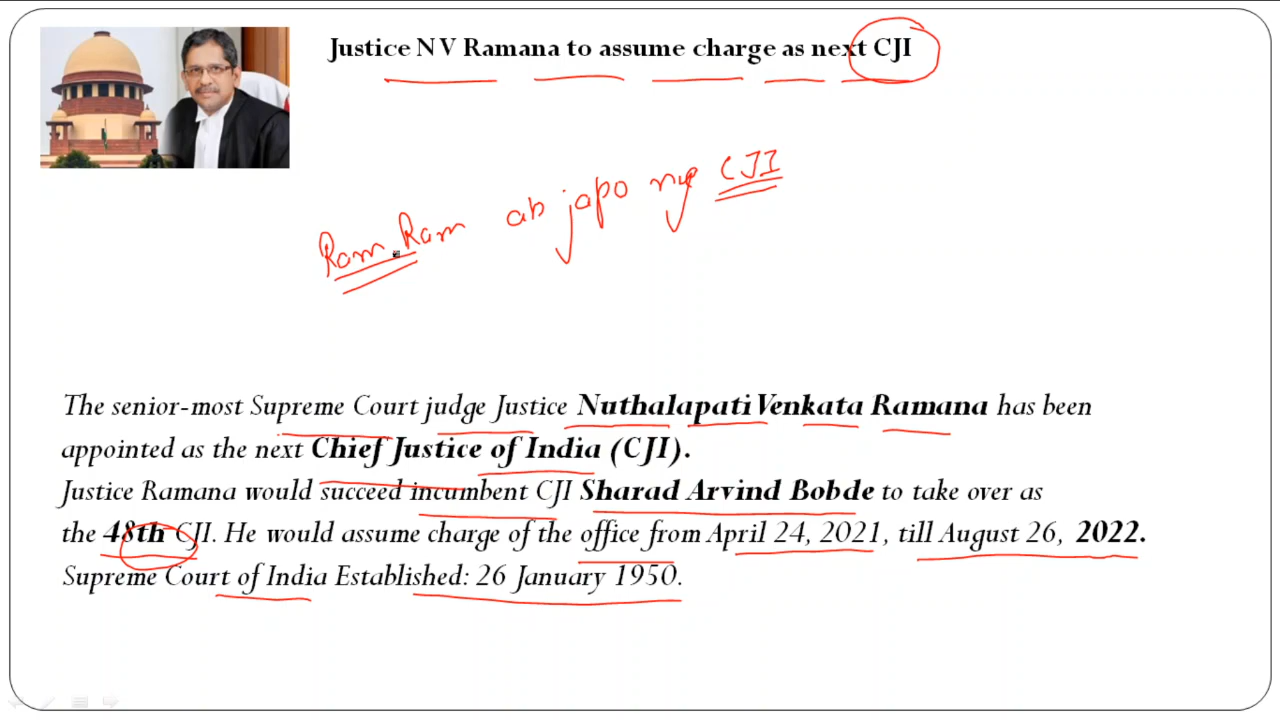 Justice NV Ramana to assume charge as next CJI
Ram Ram ab japo nye CJI
The senior-most Supreme Court judge Justice Nuthalapati Venkata Ramana has been
appointed as the next Chief Justice of India (CJI).
Justice Ramana would succeed incumbent CJI Sharad Arvind Bobde to take over as
the 48th CJI. He would assume charge of the office from April 24, 2021, till August 26, 2022.
Supreme Court of India Established: 26 January 1950.